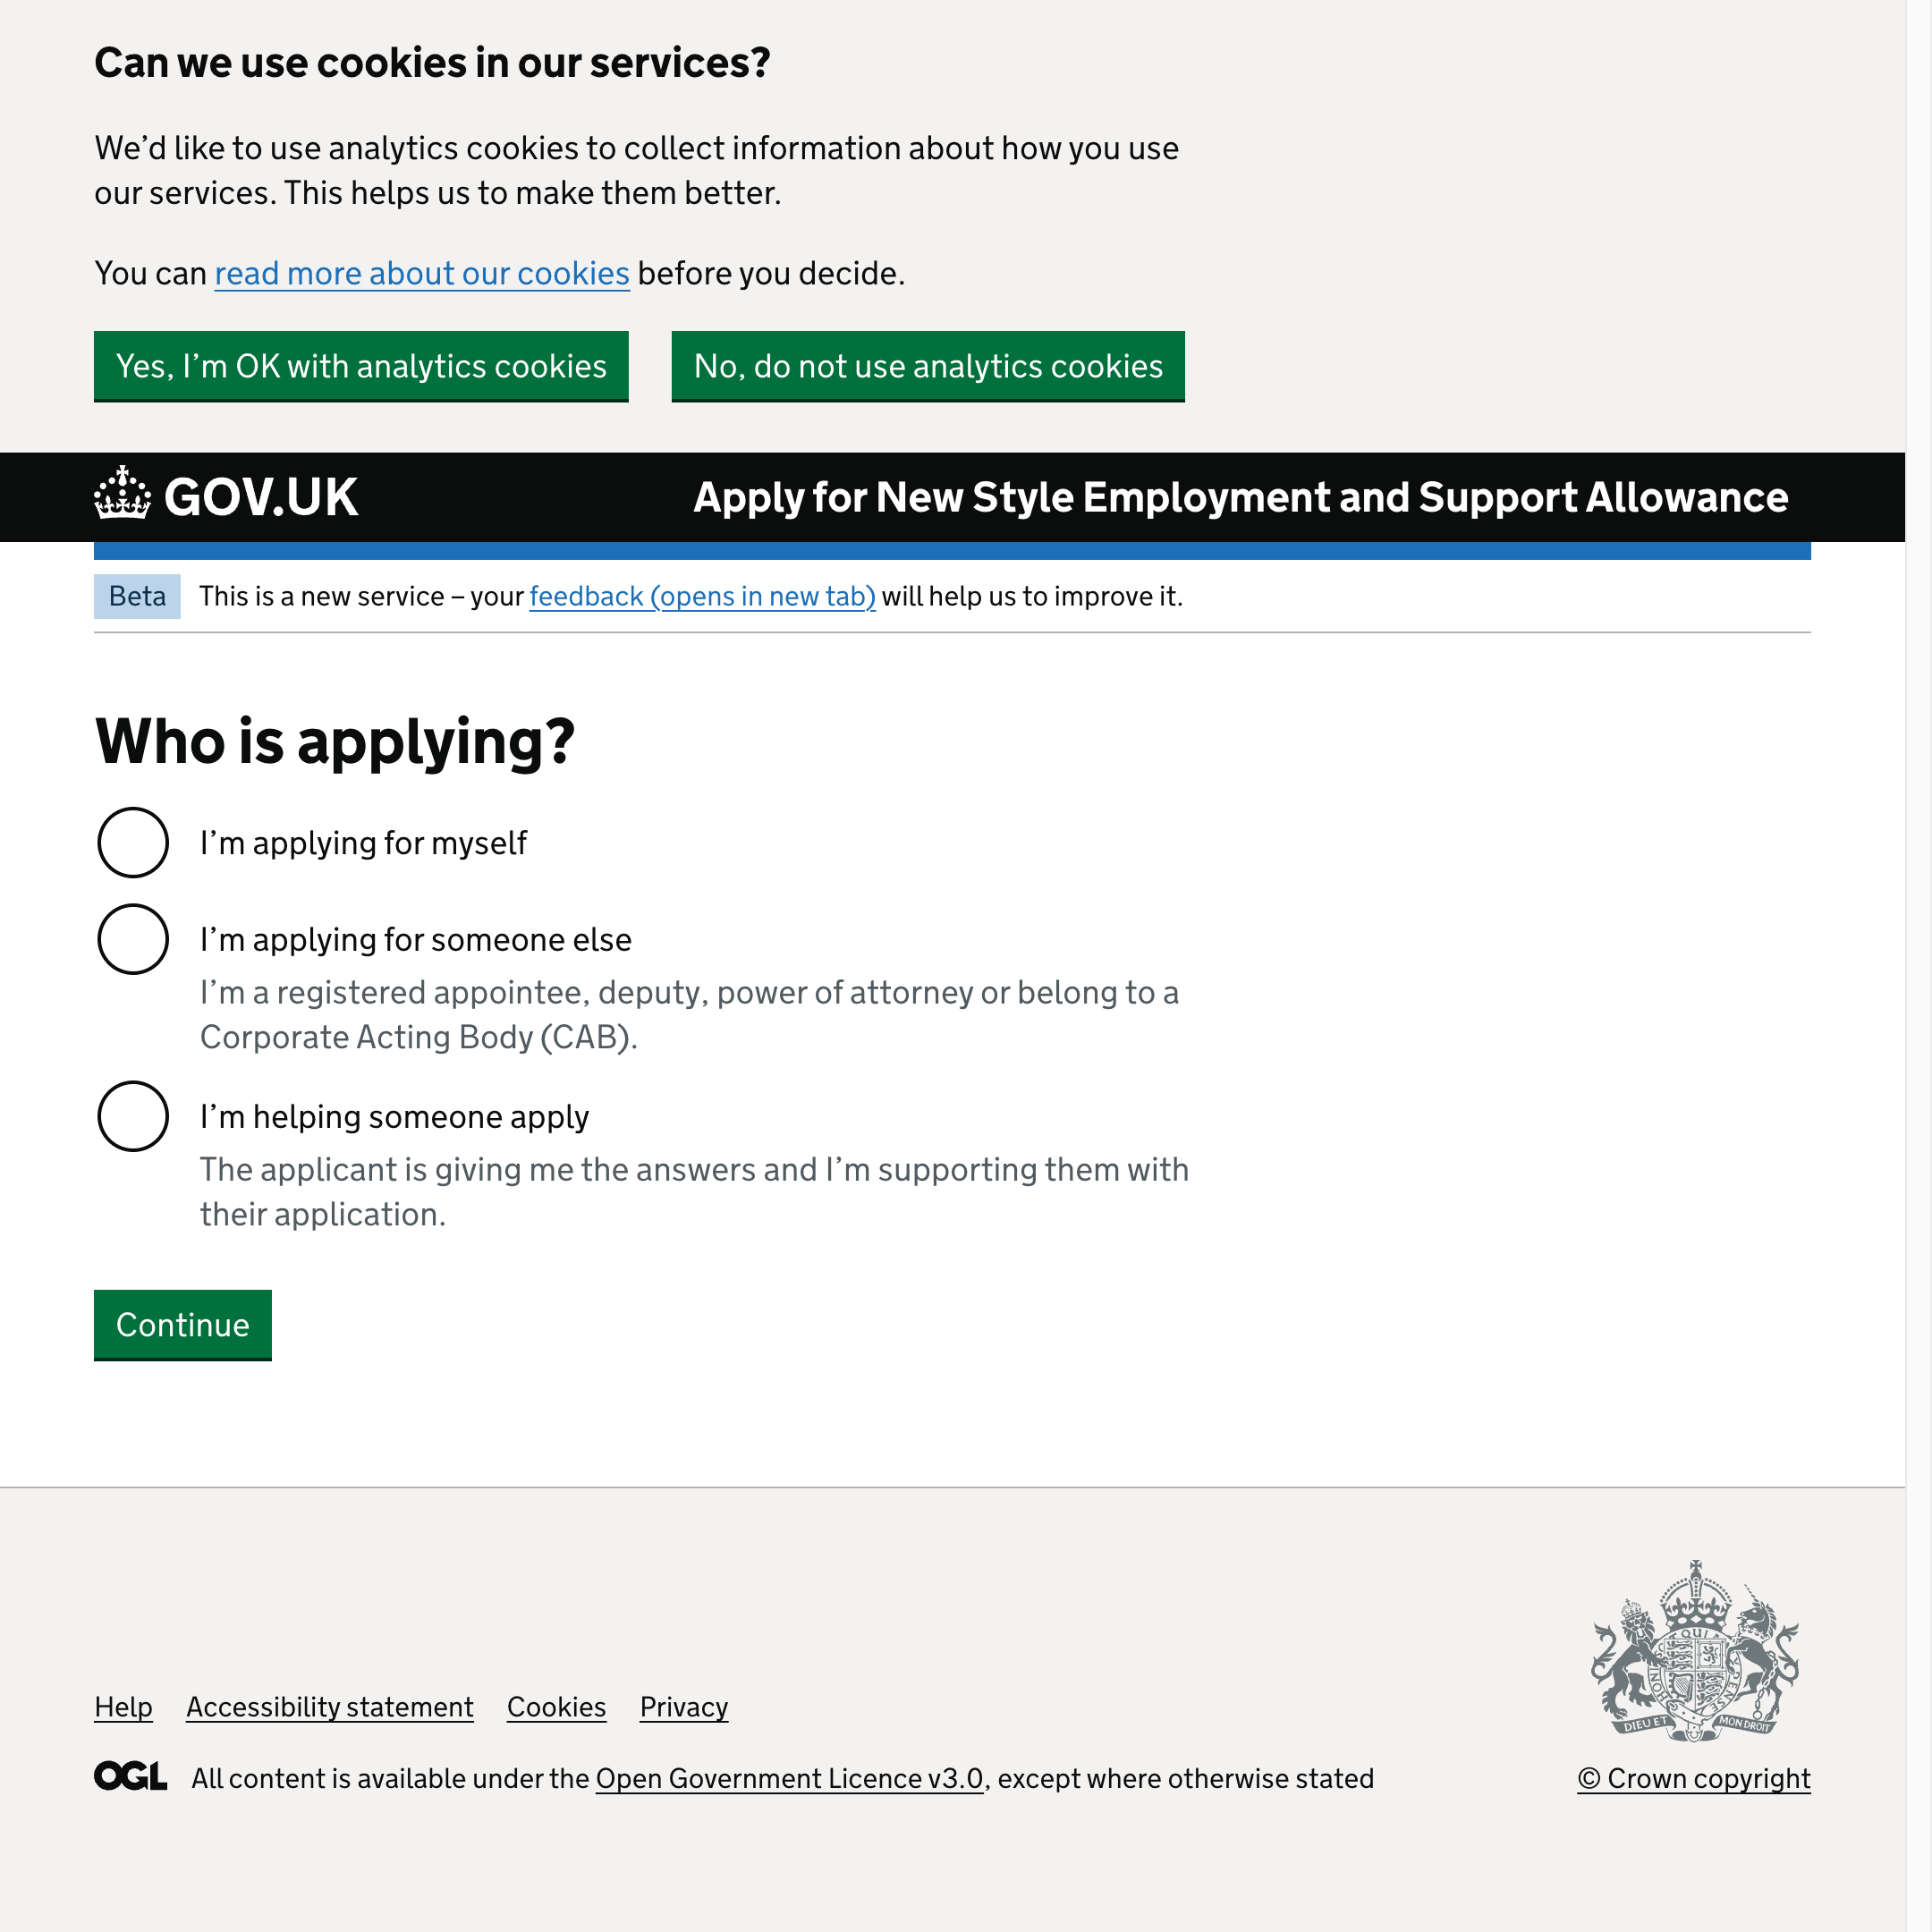 Can we use cookies in our services?
We’d like to use analytics cookies to collect information about how you use
our services. This helps us to make them better.
You can read more about our cookies before you decide.
Yes, I’m OK with analytics cookies
No, do not use analytics cookies
GOV.UK
Apply for New Style Employment and Support Allowance
Beta
This is a new service – your feedback (opens in new tab) will help us to improve it.
Who is applying?
I’m applying for myself
I’m applying for someone else
I’m a registered appointee, deputy, power of attorney or belong to a
Corporate Acting Body (CAB).
I’m helping someone apply
The applicant is giving me the answers and I’m supporting them with
their application.
Continue
DIEU ET MON DROIT
Help
Accessibility statement
Cookies
Privacy
OGL
All content is available under the Open Government Licence v3.0, except where otherwise stated
© Crown copyright